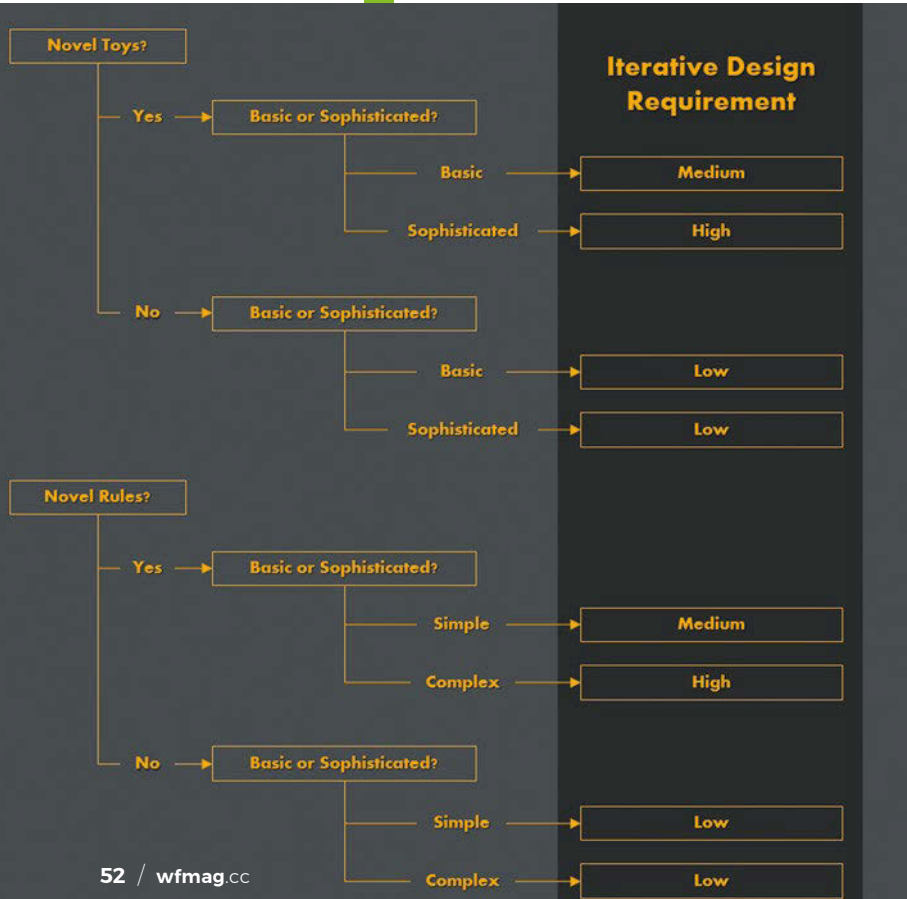 Novel Toys?
Iterative Design
Requirement
Yes
Basic or Sophisticated?
Basic
Medium
Sophisticated
High
No
Basic or Sophisticated?
Basic
Low
Sophisticated
Low
Novel Rules?
Yes
Basic or Sophisticated?
Simple
Medium
Complex
High
No
Basic or Sophisticated?
Simple
Low
Complex
Low
52 / wfmag.cc